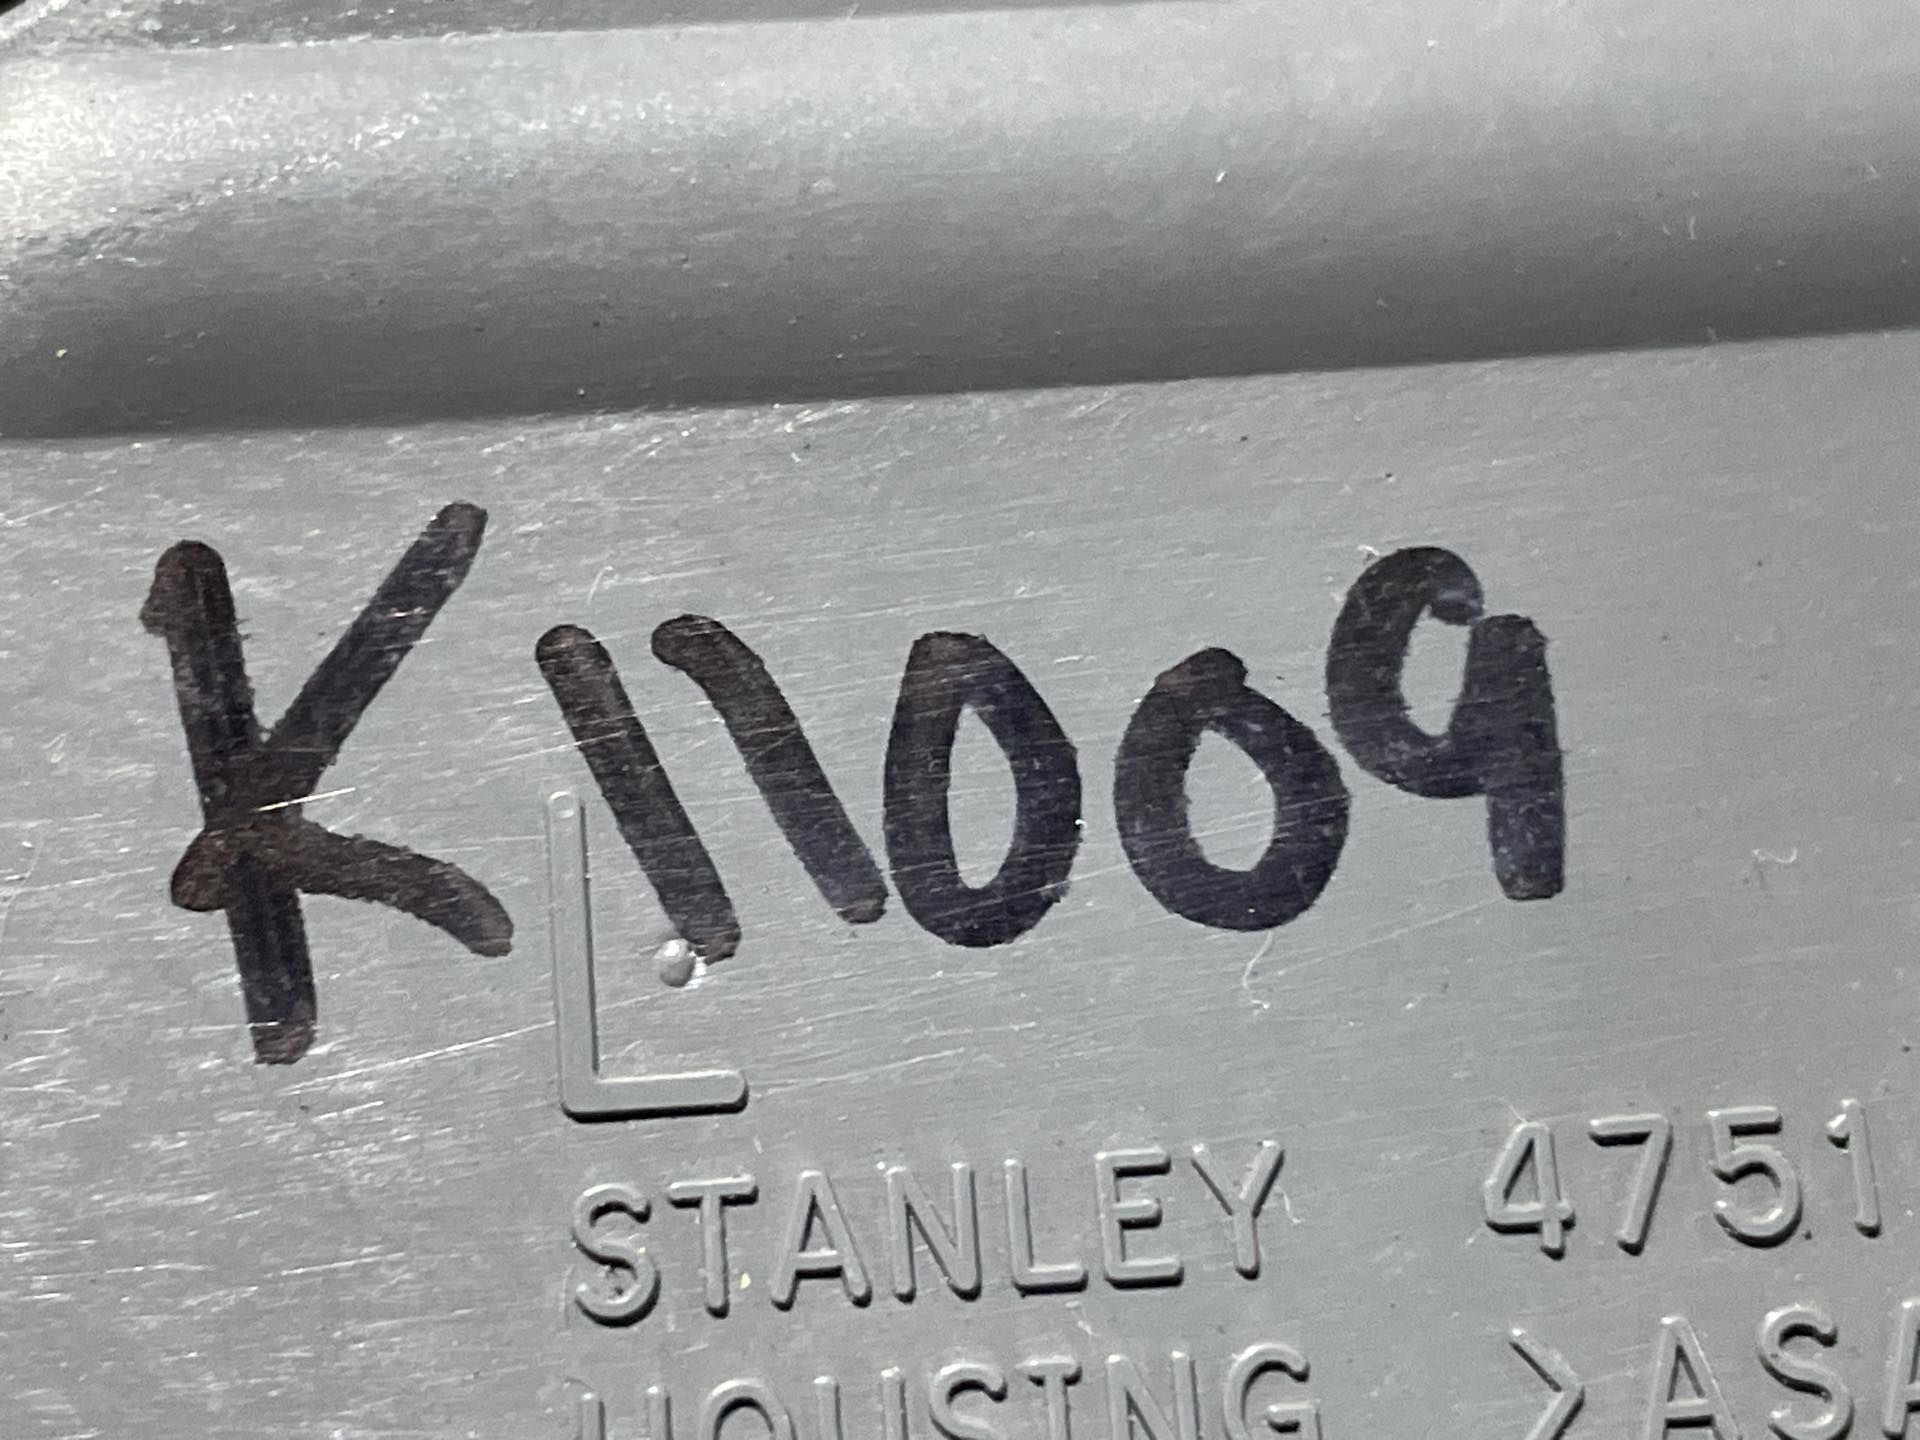 K11009
L
STANLEY 4751
HOUSING >ASA